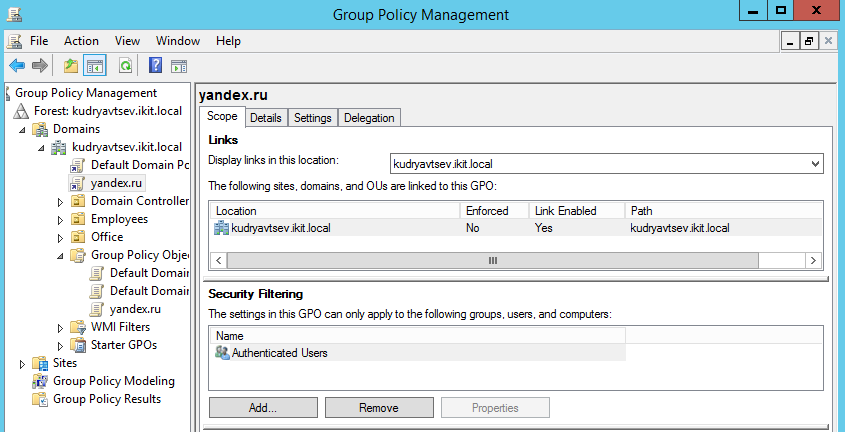 Group Policy Management
File Action View Window Help
Group Policy Management
Forest: kudryavtsev.ikit.local
Domains
kudryavtsev.ikit.local
Default Domain Po
yandex.ru
Domain Controller
Employees
Office
Group Policy Obje
Default Domain
Default Domain
yandex.ru
WMI Filters
Starter GPOs
Sites
Group Policy Modeling
Group Policy Results
yandex.ru
Scope Details Settings Delegation
Links
Display links in this location: kudryavtsev.ikit.local
The following sites, domains, and OUs are linked to this GPO:
Location Enforced Link Enabled Path
kudryavtsev.ikit.local No Yes kudryavtsev.ikit.local
Security Filtering
The settings in this GPO can only apply to the following groups, users, and computers:
Name
Authenticated Users
Add... Remove Properties